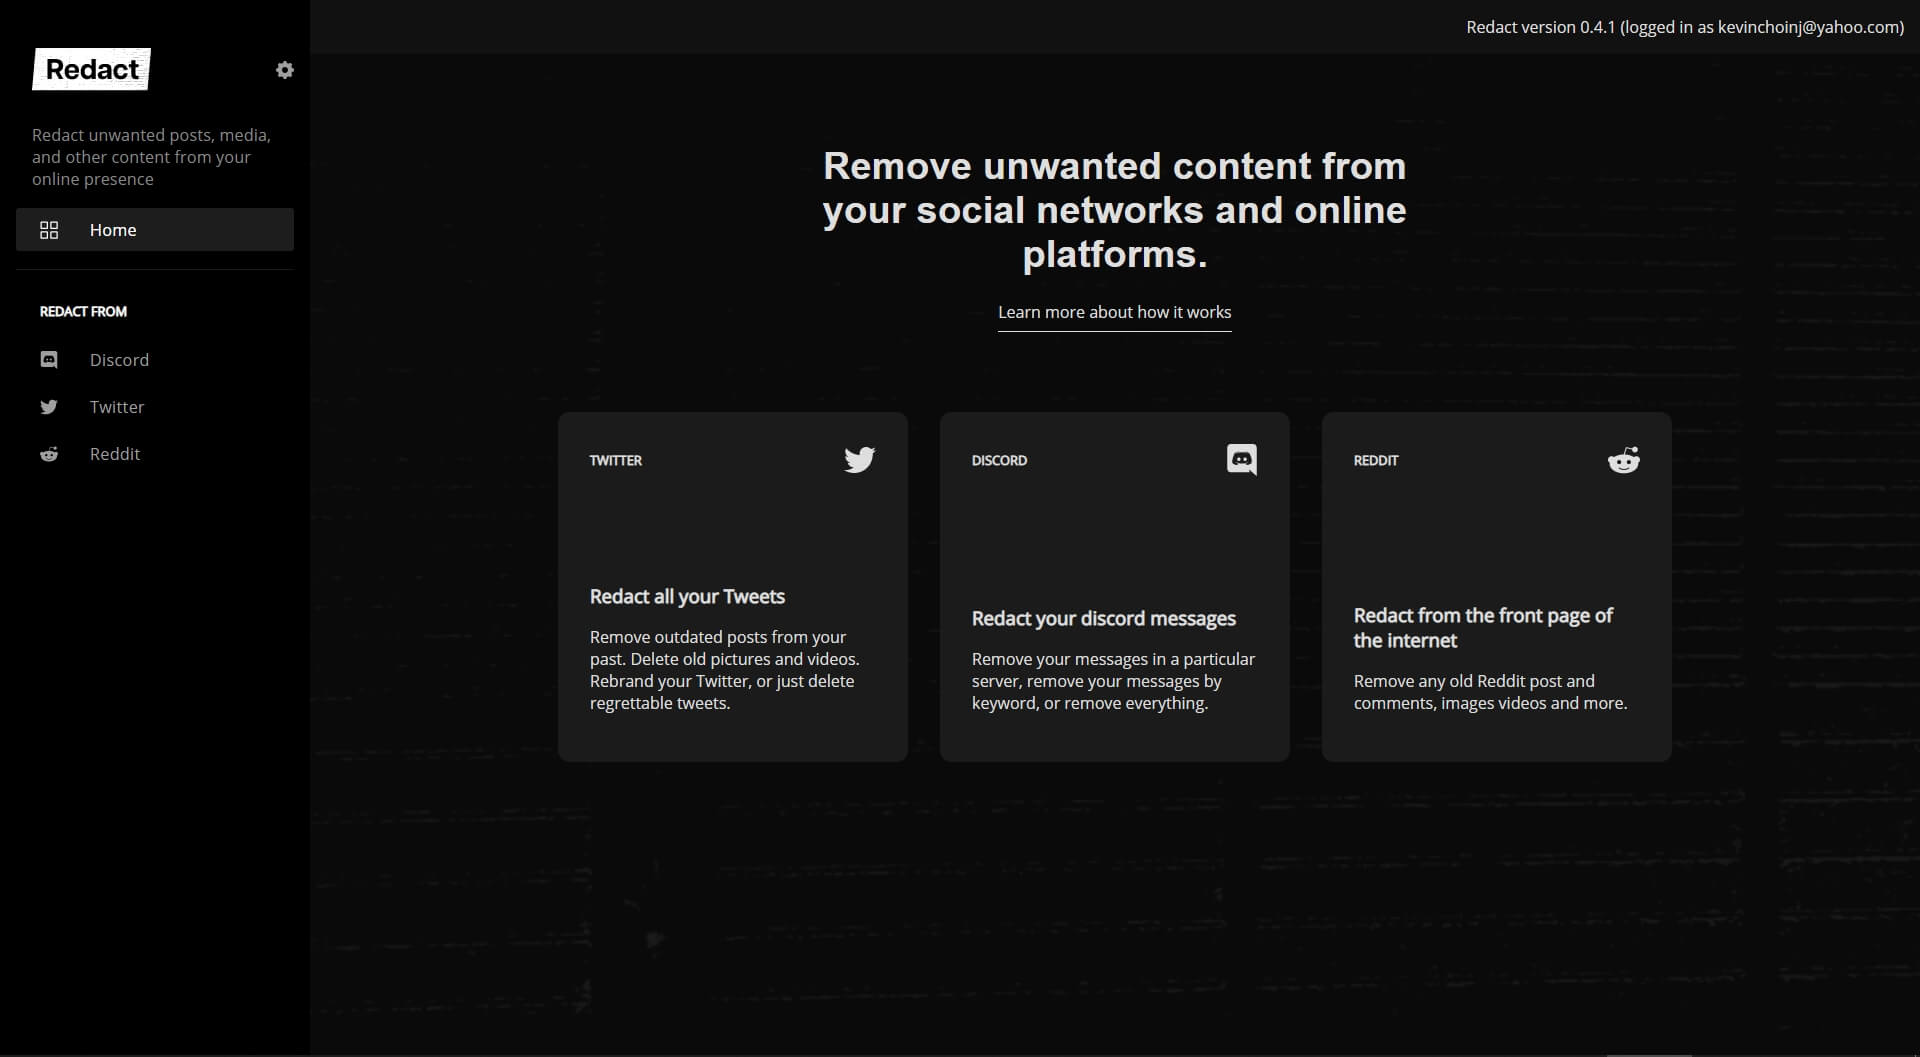 Redact version 0.4.1 (logged in as kevinchoinj@yahoo.com)
Redact
Redact unwanted posts, media,
and other content from your
online presence
Home
REDACT FROM
Discord
Twitter
Reddit
Remove unwanted content from
your social networks and online
platforms.
Learn more about how it works
TWITTER
Redact all your Tweets
Remove outdated posts from your
past. Delete old pictures and videos.
Rebrand your Twitter, or just delete
regrettable tweets.
DISCORD
Redact your discord messages
Remove your messages in a particular
server, remove your messages by
keyword, or remove everything.
REDDIT
Redact from the front page of
the internet
Remove any old Reddit post and
comments, images videos and more.